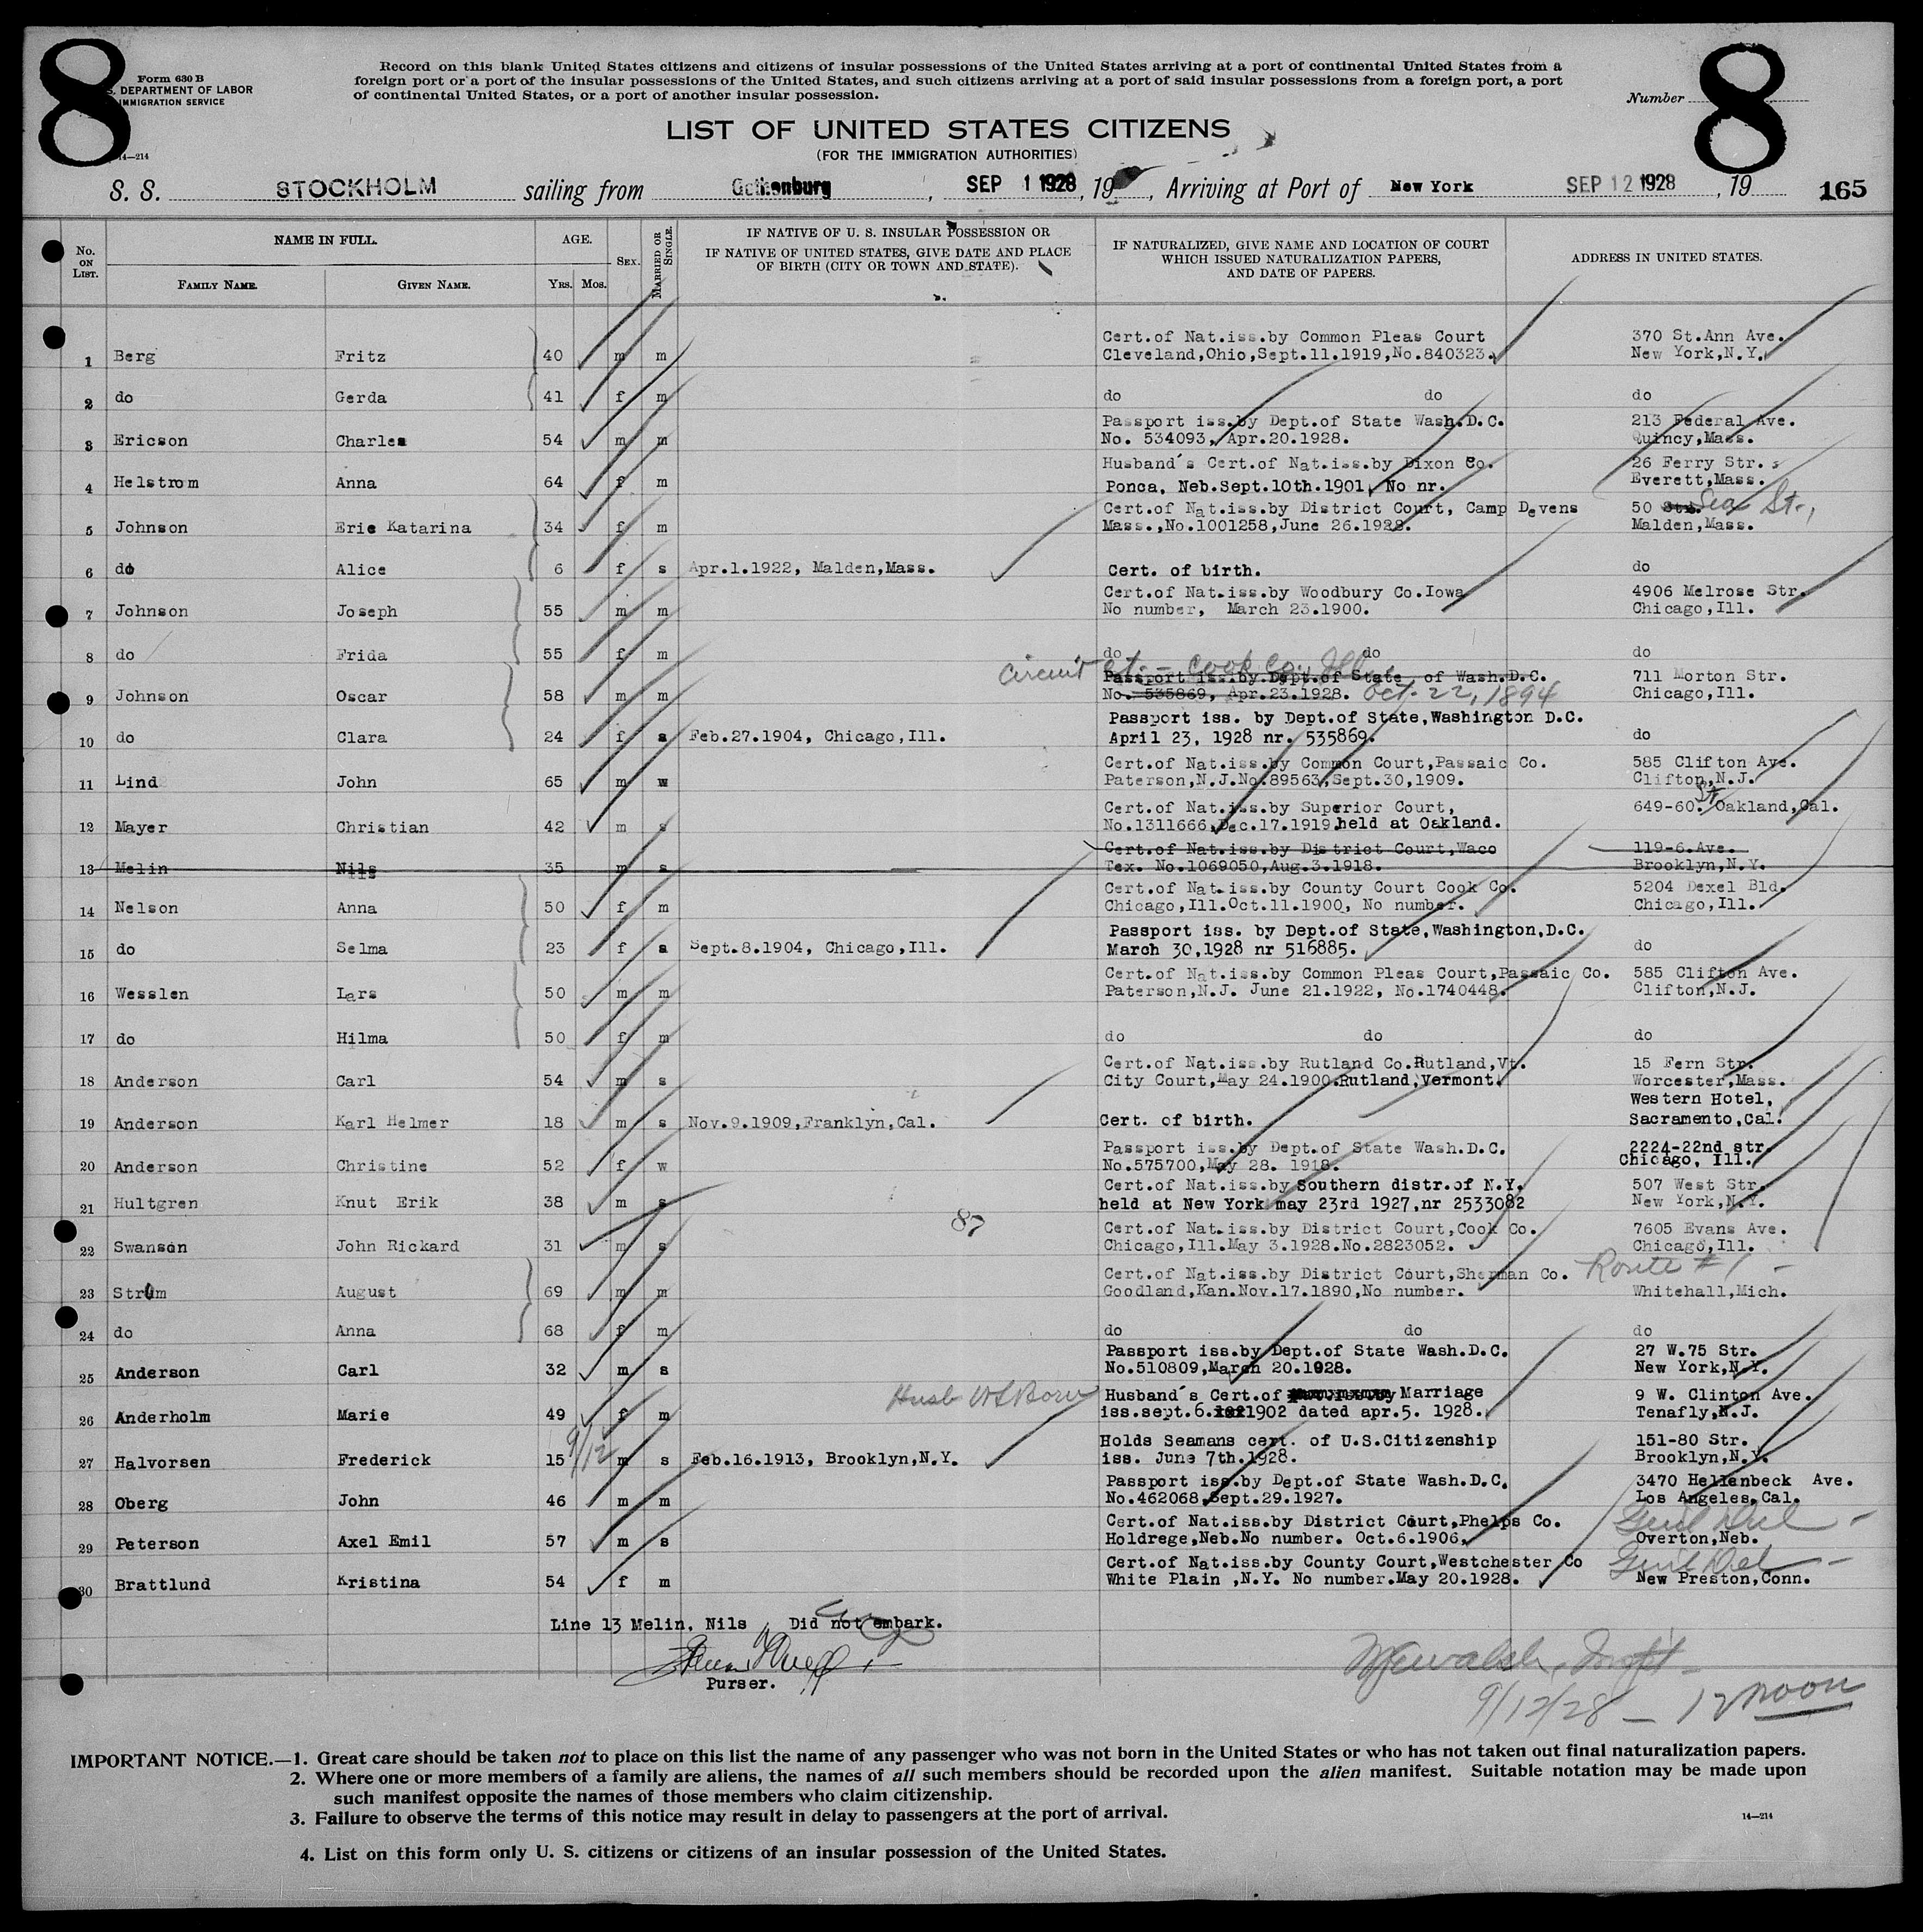 8
8
Form 630 B
S. DEPARTMENT OF LABOR
IMMIGRATION SERVICE
14—214
Record on this blank United States citizens and citizens of insular possessions of the United States arriving at a port of continental United States from a
foreign port or a port of the insular possessions of the United States, and such citizens arriving at a port of said insular possessions from a foreign port, a port
of continental United States, or a port of another insular possession.
Number
LIST OF UNITED STATES CITIZENS
(FOR THE IMMIGRATION AUTHORITIES)
S. S. STOCKHOLM sailing from Gothenburg, SEP 1 1928, 19 , Arriving at Port of New York SEP 12 1928, 19 165
No. ON LIST. NAME IN FULL. FAMILY NAME. GIVEN NAME. AGE. YRS. MOS. SEX. MARRIED OR SINGLE.
IF NATIVE OF U. S. INSULAR POSSESSION OR
IF NATIVE OF UNITED STATES, GIVE DATE AND PLACE
OF BIRTH (CITY OR TOWN AND STATE).
IF NATURALIZED, GIVE NAME AND LOCATION OF COURT
WHICH ISSUED NATURALIZATION PAPERS,
AND DATE OF PAPERS.
ADDRESS IN UNITED STATES.
Cert.of Nat.iss.by Common Pleas Court 370 St.Ann Ave.
1 Berg Fritz 40 m m Cleveland,Ohio,Sept.11.1919,No.840323. New York,N.Y.
2 do Gerda 41 f m do do do
Passport iss.by Dept.of State Wash.D.C. 213 Federal Ave.
3 Ericson Charles 54 m m No. 534093, Apr.20.1928. Quincy,Mass.
Husband's Cert.of Nat.iss.by Dixon Co. 26 Ferry Str.
4 Helstrom Anna 64 f m Ponca, Neb.Sept.10th.1901, No nr. Everett,Mass.
Cert.of Nat.iss.by District Court, Camp Devens 50 Sea St.,
5 Johnson Eric Katarina 34 f m Mass.,No.1001258,June 26.1928. Malden,Mass.
6 do Alice 6 f s Apr.1.1922, Malden,Mass. Cert. of birth. do
Cert.of Nat.iss.by Woodbury Co.Iowa 4906 Melrose Str.
7 Johnson Joseph 55 m m No number, March 23.1900. Chicago,Ill.
8 do Frida 55 f m do do do
Circuit Ct. - Cook Co. Ill.
Passport iss.by Dept.of State of Wash.D.C. 711 Morton Str.
9 Johnson Oscar 58 m m No. 535869, Apr.23.1928. Oct. 22, 1894 Chicago,Ill.
Passport iss. by Dept.of State,Washington D.C.
10 do Clara 24 f s Feb.27.1904, Chicago,Ill. April 23, 1928 nr. 535869. do
Cert.of Nat.iss.by Common Court,Passaic Co. 585 Clifton Ave.
11 Lind John 65 m w Paterson,N.J.No.89563,Sept.30,1909. Clifton,N.J.
Cert.of Nat.iss.by Superior Court, 649-60. St. Oakland,Cal.
12 Mayer Christian 42 m s No.1311666,Dec.17.1919.held at Oakland.
Cert.of Nat.iss.by District Court,Waco 119-6.Ave.
13 Melin Nils 35 m s Tex. No.1069050,Aug.3.1918. Brooklyn,N.Y.
Cert.of Nat.iss.by County Court Cook Co. 5204 Dexel Bld.
14 Nelson Anna 50 f m Chicago,Ill.Oct.11.1900, No number. Chicago,Ill.
Passport iss. by Dept.of State,Washington,D.C.
15 do Selma 23 f s Sept.8.1904, Chicago,Ill. March 30,1928 nr 516885. do
Cert.of Nat.iss.by Common Pleas Court,Passaic Co. 585 Clifton Ave.
16 Wesslen Lars 50 m m Paterson,N.J. June 21.1922, No.1740448. Clifton,N.J.
17 do Hilma 50 f m do do do
Cert.of Nat.iss.by Rutland Co.Rutland,Vt. 15 Fern Str.
18 Anderson Carl 54 m s City Court,May 24.1900.Rutland,Vermont. Worcester,Mass.
Western Hotel,
19 Anderson Karl Helmer 18 m s Nov.9.1909,Franklyn,Cal. Cert. of birth. Sacramento,Cal.
Passport iss.by Dept.of State Wash.D.C. 2224-22nd str.
20 Anderson Christine 52 f w No.575700,May 28. 1918. Chicago, Ill.
Cert.of Nat.iss.by Southern distr.of N.Y. 507 West Str.
21 Hultgren Knut Erik 38 m s held at New York may 23rd 1927,nr 2533082 New York,N.Y.
87
Cert.of Nat.iss.by District Court,Cook Co. 7605 Evans Ave.
22 Swanson John Rickard 31 m s Chicago,Ill.May 3.1928.No.2823052. Chicago,Ill.
Cert.of Nat.iss.by District Court,Sherman Co. Route # 1 -
23 Strom August 69 m m Goodland,Kan.Nov.17.1890,No number. Whitehall,Mich.
24 do Anna 68 f m do do do
Passport iss.by Dept.of State Wash.D.C. 27 W.75 Str.
25 Anderson Carl 32 m s No.510809,March 20.1928. New York,N.Y.
Husb US Born Husband's Cert.of Marriage 9 W. Clinton Ave.
26 Anderholm Marie 49 f m iss.sept.6.1902 dated apr.5. 1928. Tenafly,N.J.
Holds Seamans cert. of U.S.Citizenship 151-80 Str.
27 Halvorsen Frederick 15 9/12 m s Feb.16.1913, Brooklyn,N.Y. iss. June 7th.1928. Brooklyn,N.Y.
Passport iss.by Dept.of State Wash.D.C. 3470 Hellenbeck Ave.
28 Oberg John 46 m m No.462068,Sept.29.1927. Los Angeles,Cal.
Cert.of Nat.iss.by District Court,Phelps Co. Genl Del -
29 Peterson Axel Emil 57 m s Holdrege,Neb.No number. Oct.6.1906. Overton,Neb.
Cert.of Nat.iss.by County Court,Westchester Co Genl Del -
30 Brattlund Kristina 54 f m White Plain ,N.Y. No number.May 20.1928. New Preston,Conn.
Line 13 Melin, Nils Did not embark.
Purser.
9/12/28 - 12 noon
IMPORTANT NOTICE.—1. Great care should be taken not to place on this list the name of any passenger who was not born in the United States or who has not taken out final naturalization papers.
2. Where one or more members of a family are aliens, the names of all such members should be recorded upon the alien manifest. Suitable notation may be made upon
such manifest opposite the names of those members who claim citizenship.
3. Failure to observe the terms of this notice may result in delay to passengers at the port of arrival.
14—214
4. List on this form only U. S. citizens or citizens of an insular possession of the United States.